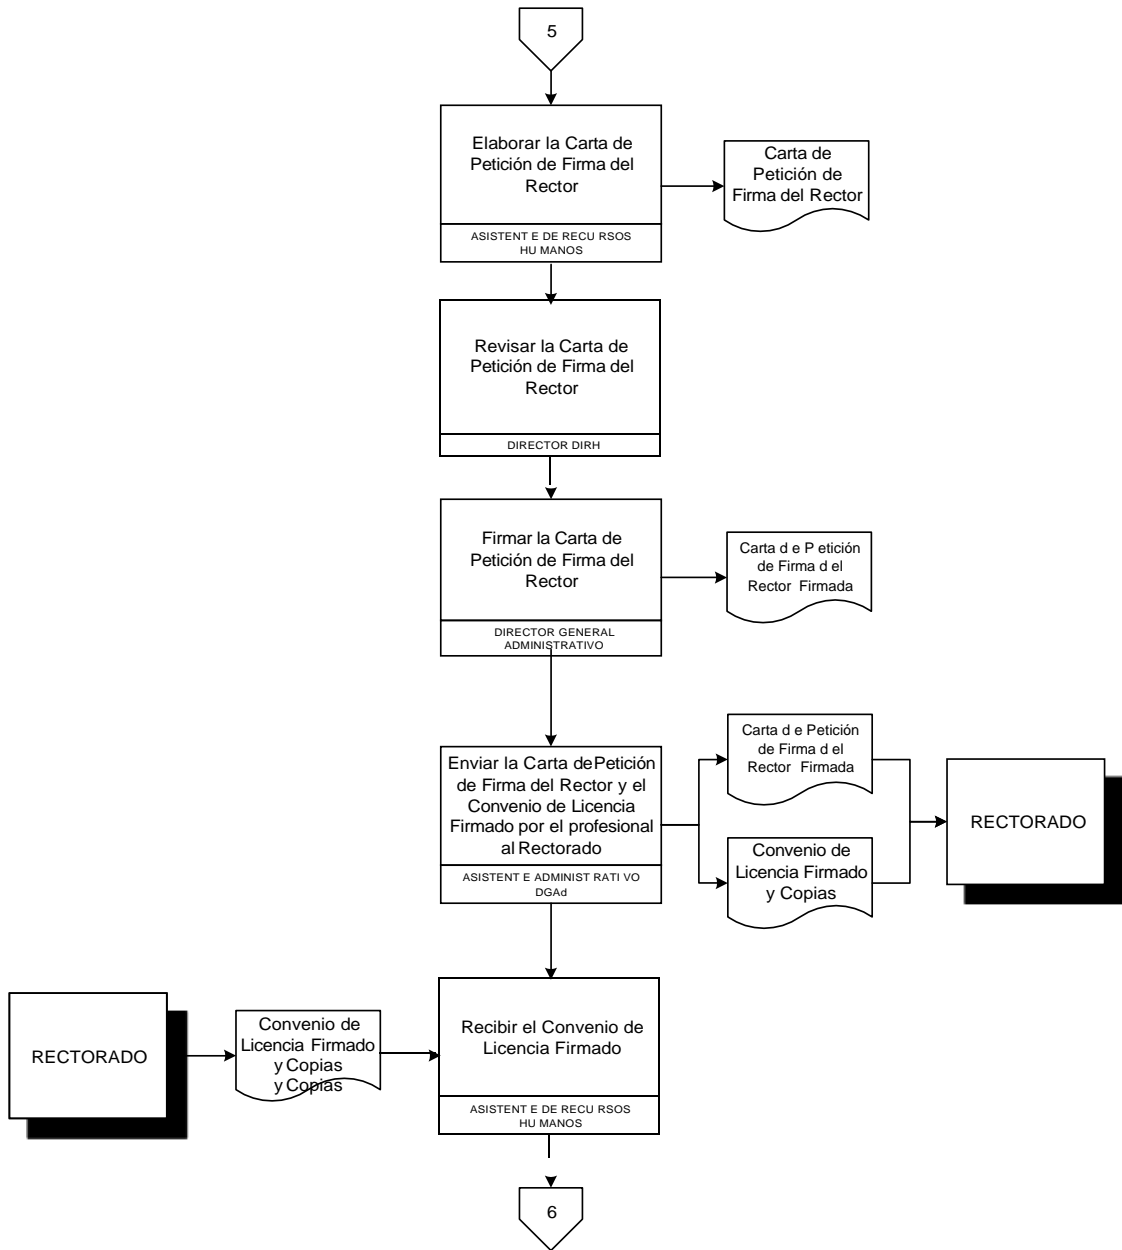 5
Elaborar la Carta de
Petición de Firma del
Rector
ASISTENT E DE RECU RSOS
HU MANOS
Carta de
Petición de
Firma del Rector
Revisar la Carta de
Petición de Firma del
Rector
DIRECTOR DIRH
Firmar la Carta de
Petición de Firma del
Rector
DIRECTOR GENERAL
ADMINISTRATIVO
Carta d e P etición
de Firma d el
Rector Firmada
Enviar la Carta dePetición
de Firma del Rector y el
Convenio de Licencia
Firmado por el profesional
al Rectorado
ASISTENT E ADMINIST RATI VO
DGAd
Carta d e Petición
de Firma d el
Rector Firmada
Convenio de
Licencia Firmado
y Copias
RECTORADO
RECTORADO
Convenio de
Licencia Firmado
y Copias
y Copias
Recibir el Convenio de
Licencia Firmado
ASISTENT E DE RECU RSOS
HU MANOS
6